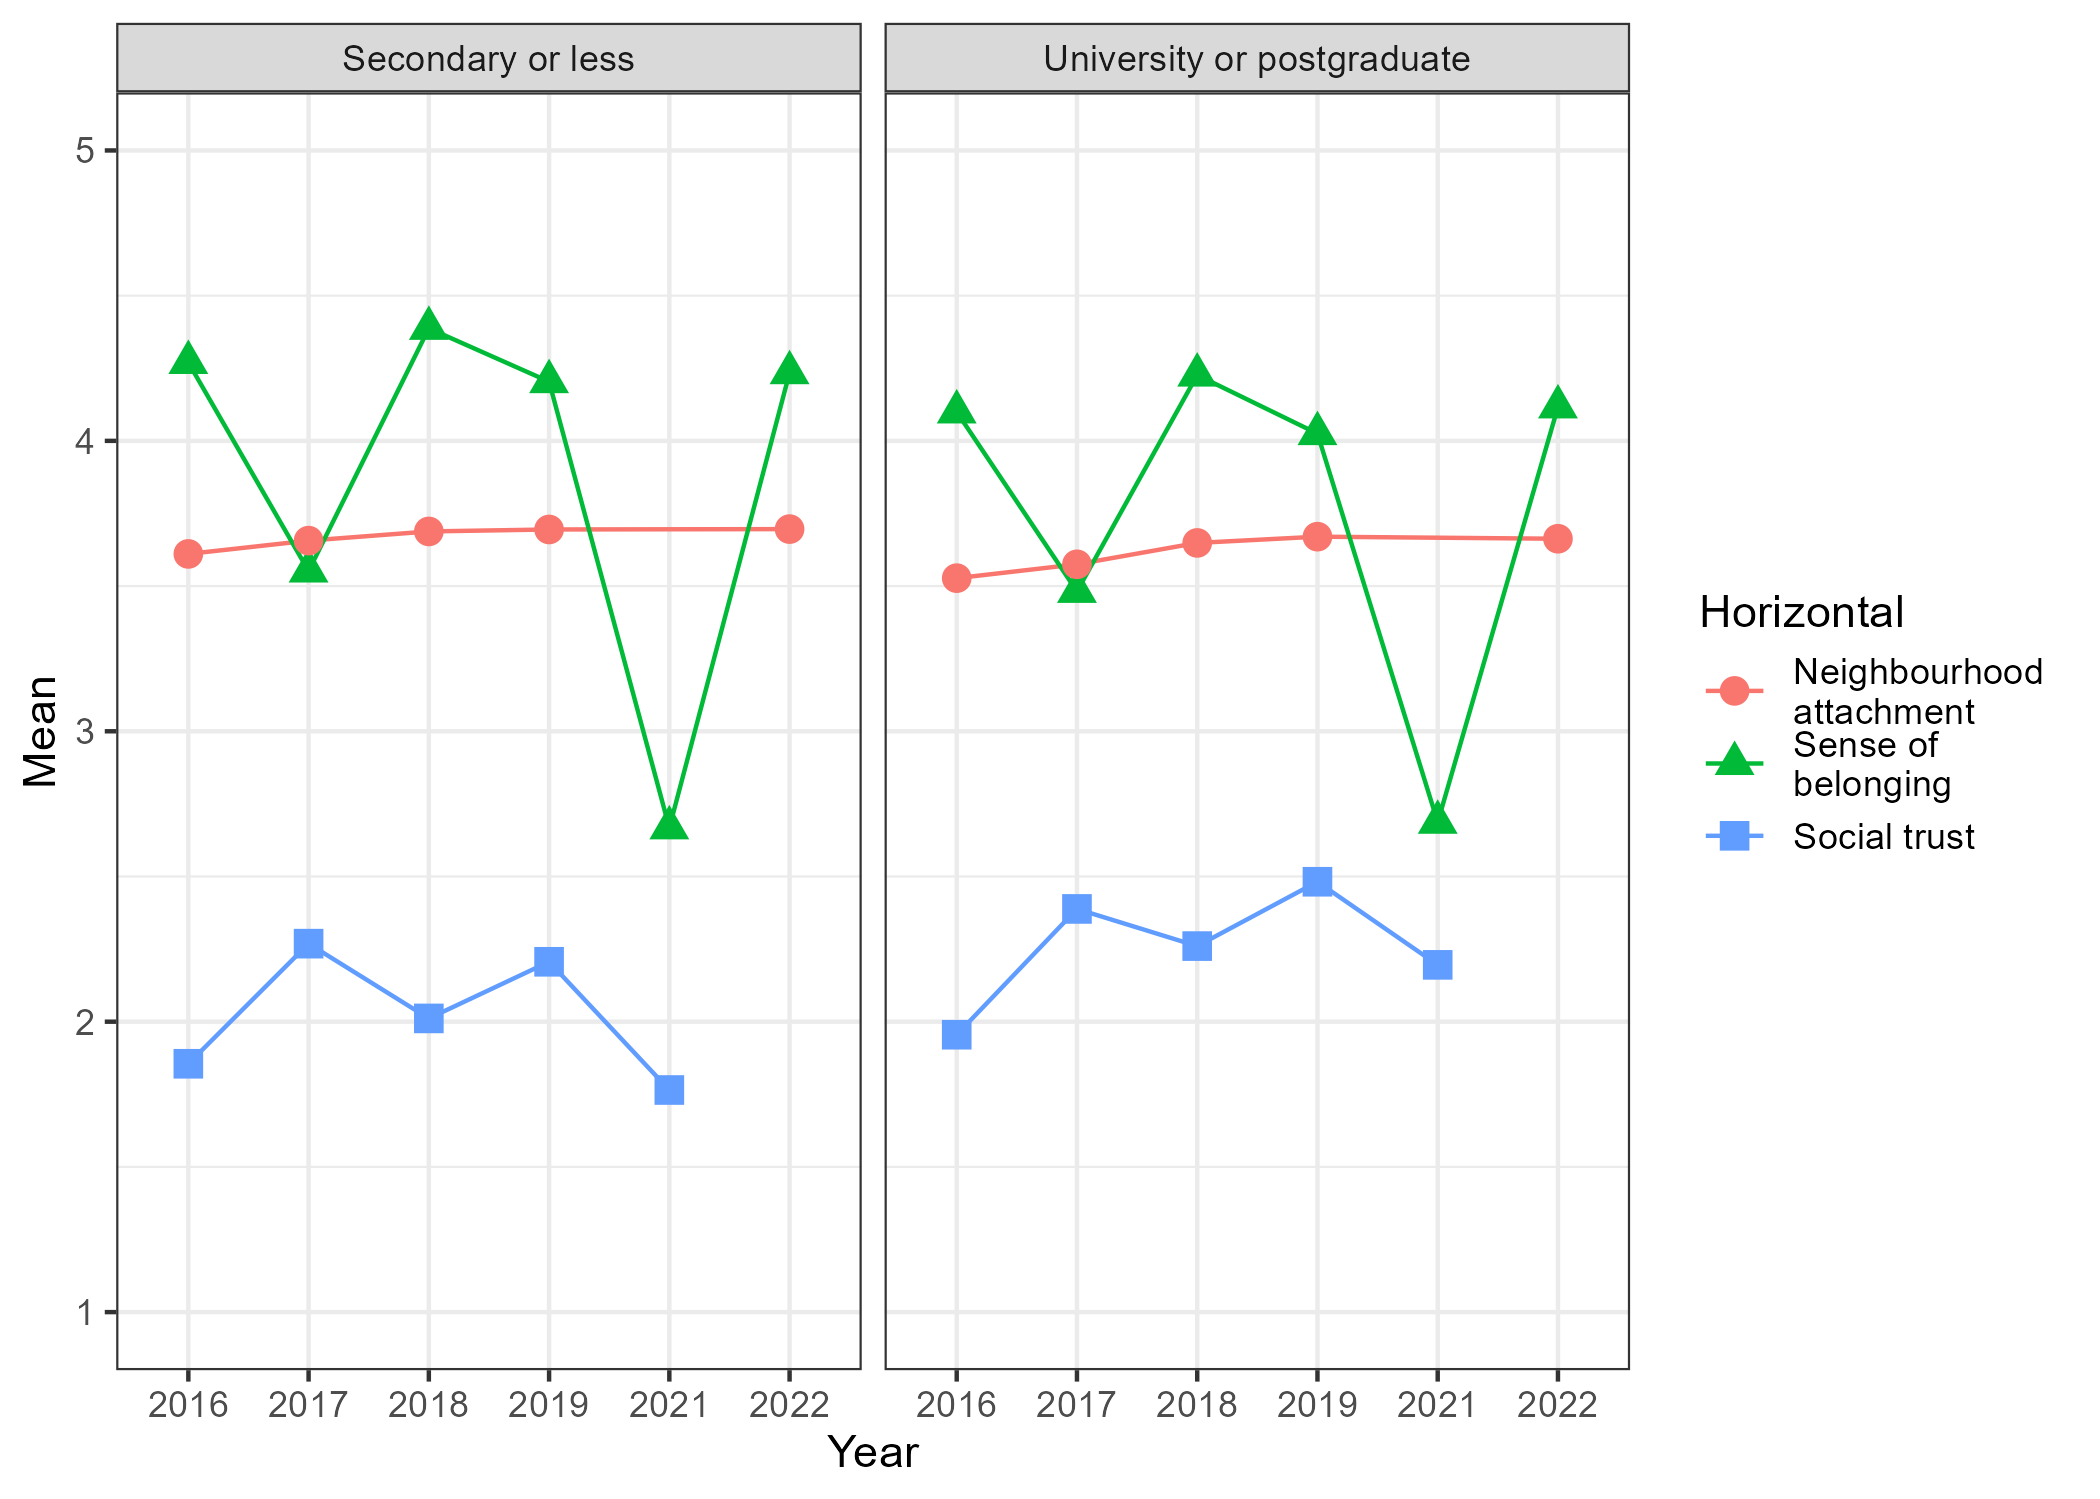 Secondary or less
University or postgraduate
5
4
3
2
1
Mean
2016 2017 2018 2019 2021 2022
2016 2017 2018 2019 2021 2022
Year
Horizontal
Neighbourhood
attachment
Sense of
belonging
Social trust